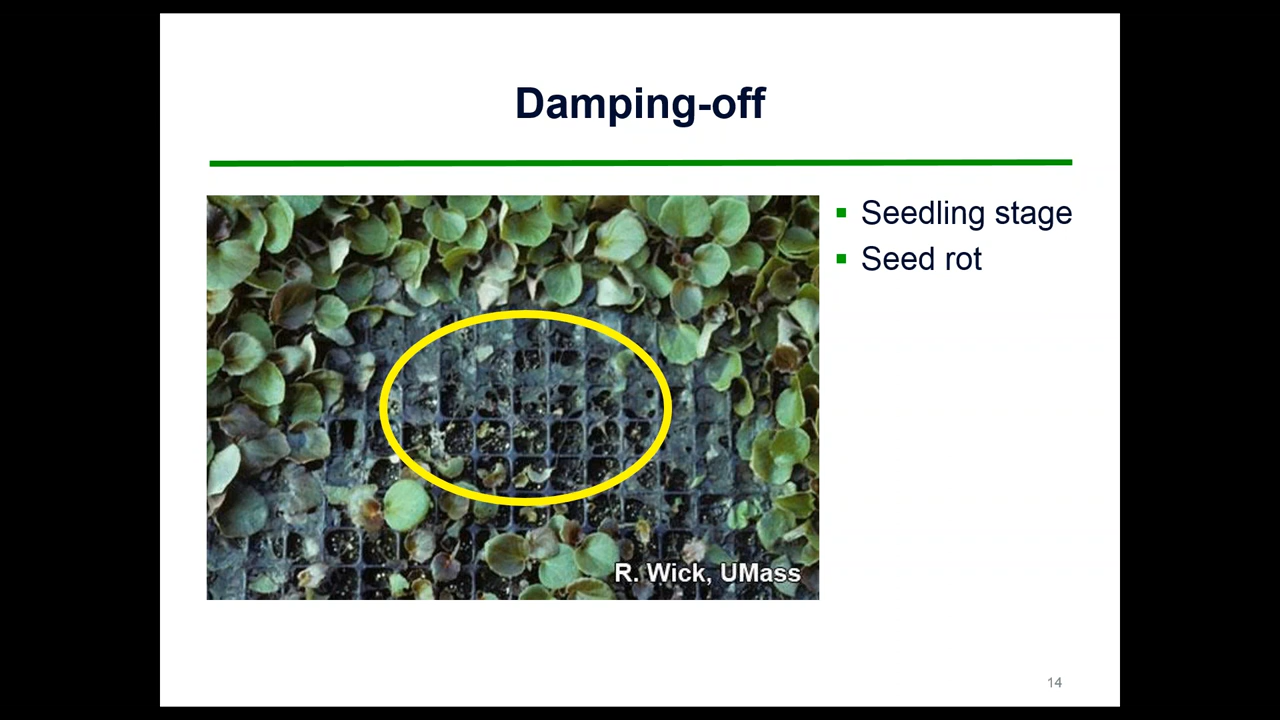 Damping-off
Seedling stage
Seed rot
R. Wick, UMass
14